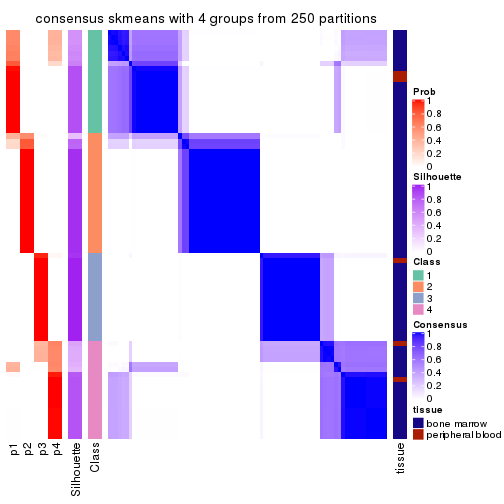 consensus skmeans with 4 groups from 250 partitions
Prob
1
0.8
0.6
0.4
0.2
0
Silhouette
1
0.8
0.6
0.4
0.2
0
Class
1
2
3
4
Consensus
1
0.8
0.6
0.4
0.2
0
tissue
bone marrow
peripheral blood
p1
p2
p3
p4
Silhouette
Class
tissue